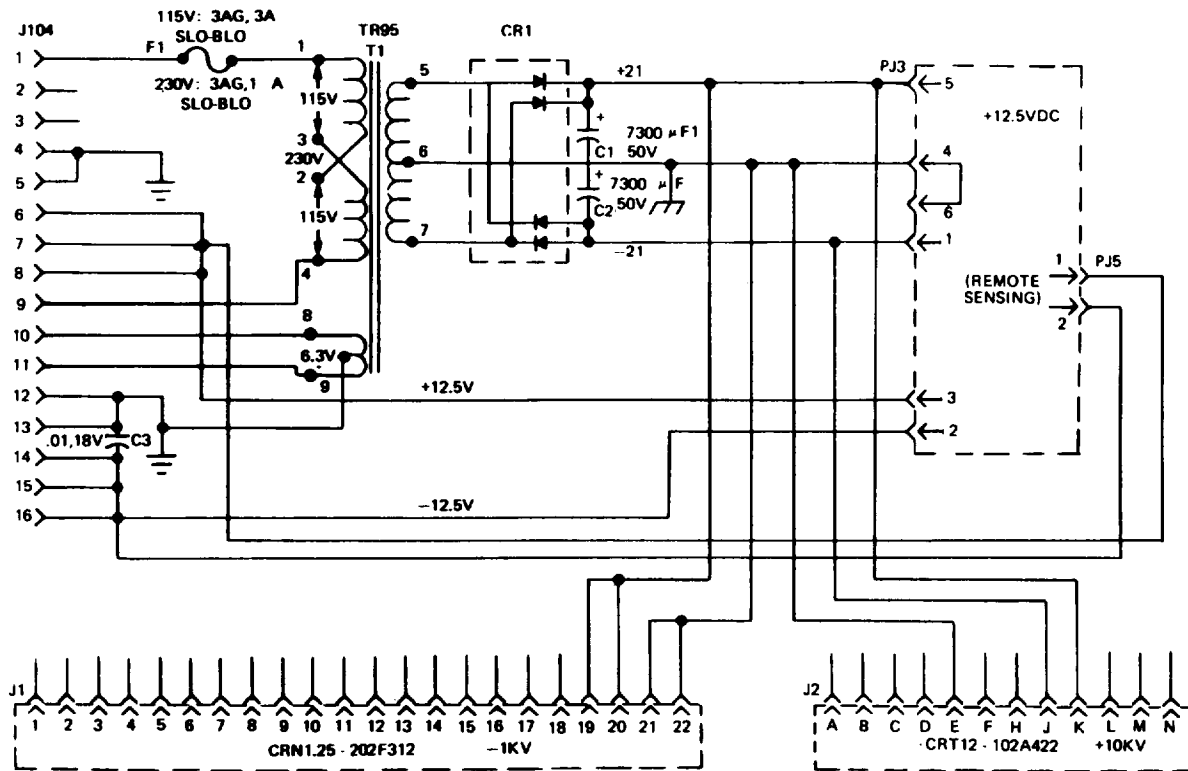 115V: 3AG, 3A
SLO-BLO
J104
F1
230V: 3AG,1 A
SLO-BLO
TR95
T1
CR1
1
2
3
4
5
6
7
8
9
10
11
12
13
14
15
16
1
115V
3
230V
2
115V
4
8
6.3V
9
5
6
7
+21
+
7300 µF1
50V
C1
+
7300 µF
50V
C2
−21
PJ3
5
+12.5VDC
4
6
1
(REMOTE
SENSING)
1
PJ5
2
3
2
+12.5V
.01,18V
C3
−12.5V
J1
1 2 3 4 5 6 7 8 9 10 11 12 13 14 15 16 17 18 19 20 21 22
CRN1.25 - 202F312 −1KV
J2
A B C D E F H J K L M N
CRT12 - 102A422 +10KV